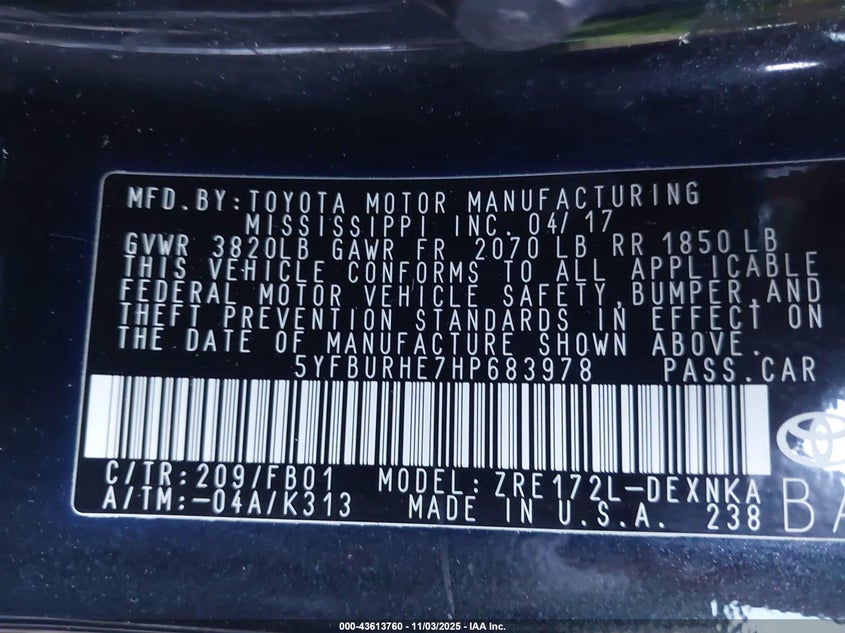 MFD.BY:TOYOTA MOTOR MANUFACTURING
MISSISSIPPI INC. 04/17
GVWR 3820LB GAWR FR 2070 LB RR 1850 LB
THIS VEHICLE CONFORMS TO ALL APPLICABLE
FEDERAL MOTOR VEHICLE SAFETY,BUMPER,AND
THEFT PREVENTION STANDARDS IN EFFECT ON
THE DATE OF MANUFACTURE SHOWN ABOVE.
5YFBURHE7HP683978 PASS.CAR
C/TR:209/FB01 MODEL:ZRE172L-DEXNKA
A/TM:-04A/K313 MADE IN U.S.A. 238
000-43613760 - 11/03/2025 - IAA Inc.